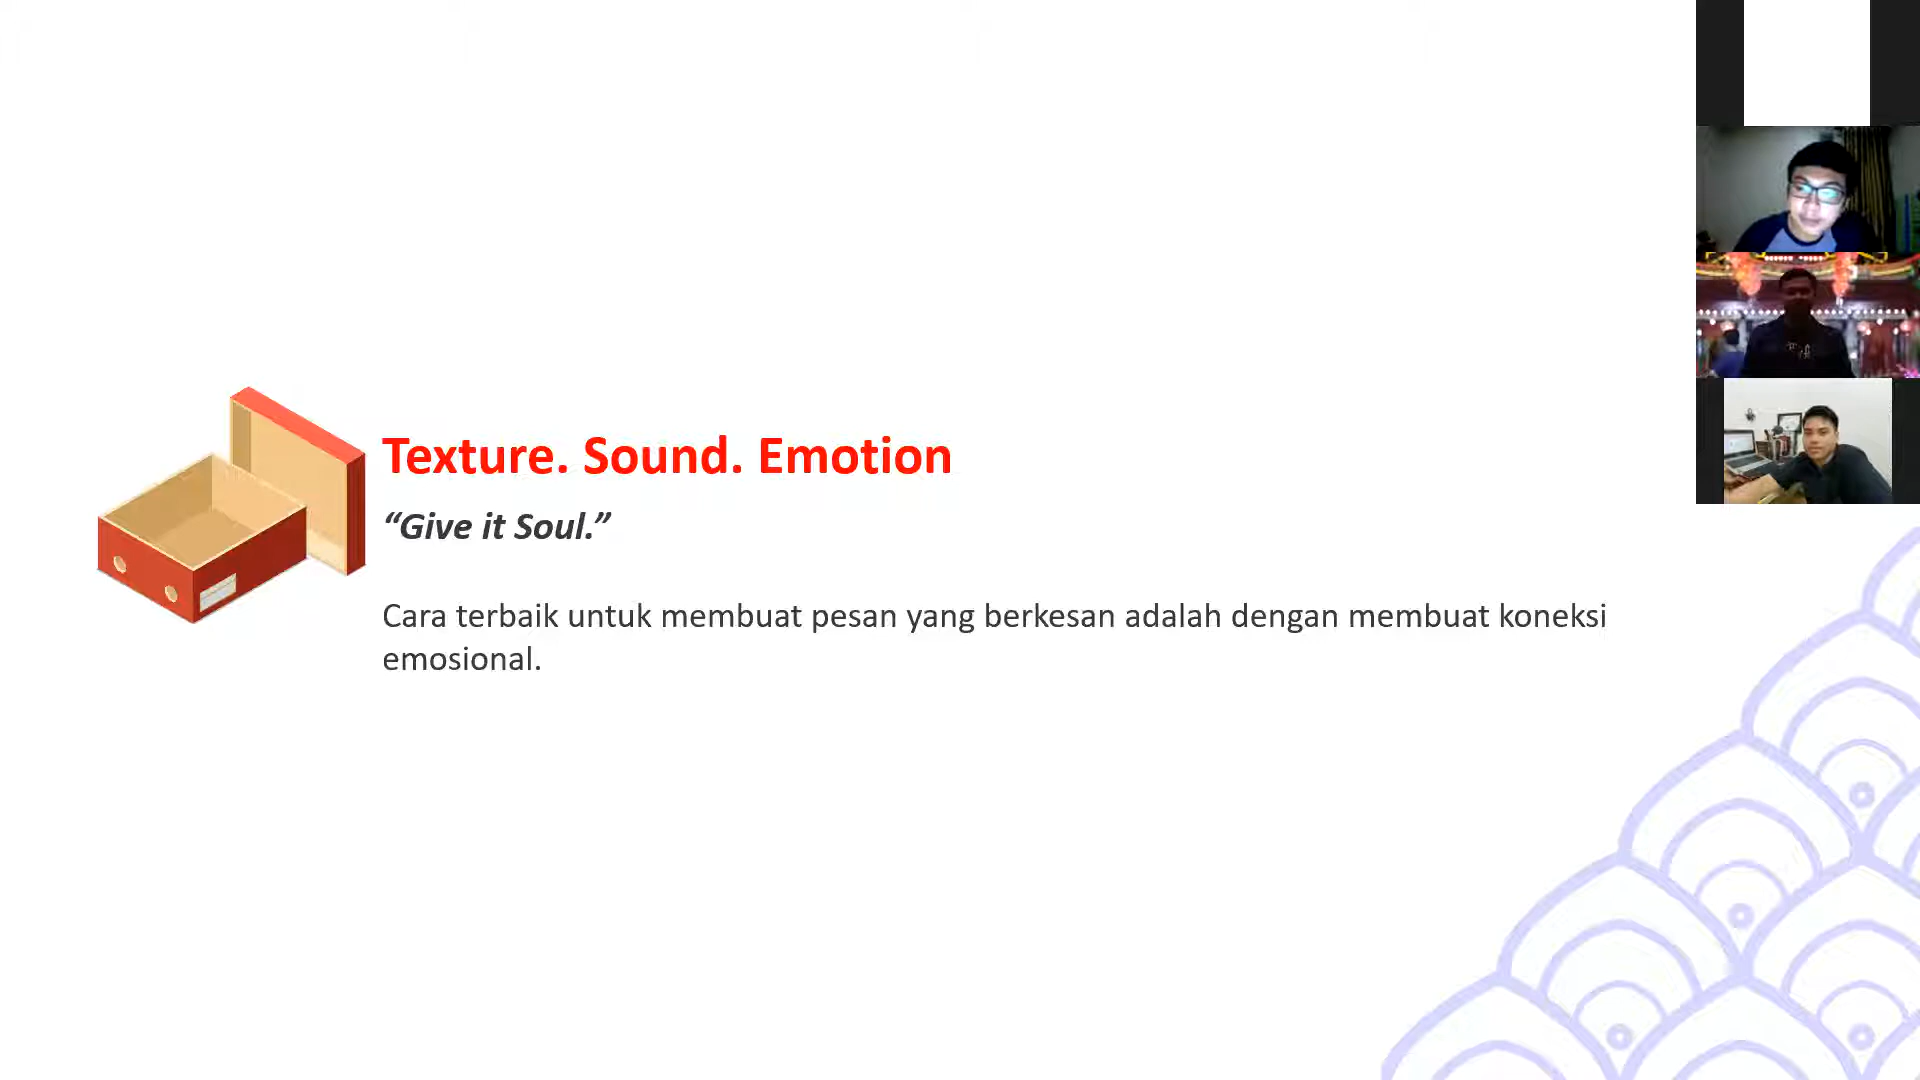 Texture. Sound. Emotion
“Give it Soul.”
Cara terbaik untuk membuat pesan yang berkesan adalah dengan membuat koneksi
emosional.